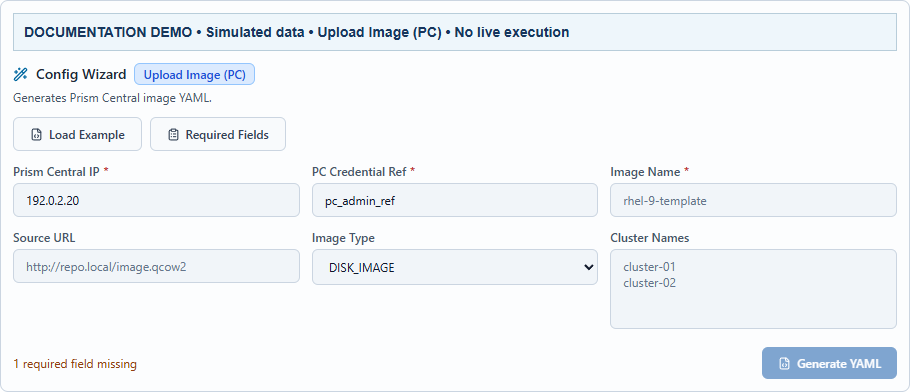 DOCUMENTATION DEMO • Simulated data • Upload Image (PC) • No live execution
Config Wizard Upload Image (PC)
Generates Prism Central image YAML.
Load Example Required Fields
Prism Central IP * PC Credential Ref * Image Name *
192.0.2.20 pc_admin_ref rhel-9-template
Source URL Image Type Cluster Names
http://repo.local/image.qcow2 DISK_IMAGE cluster-01
cluster-02
1 required field missing Generate YAML